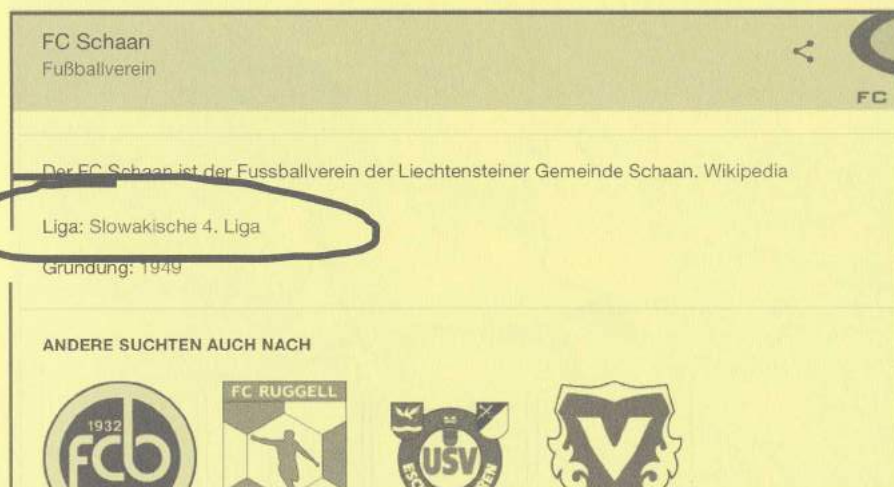 FC Schaan
Fußballverein
FC
Der FC Schaan ist der Fussballverein der Liechtensteiner Gemeinde Schaan. Wikipedia
Liga: Slowakische 4. Liga
Gründung: 1949
ANDERE SUCHTEN AUCH NACH
1932
fcb
FC RUGGELL
USV
V